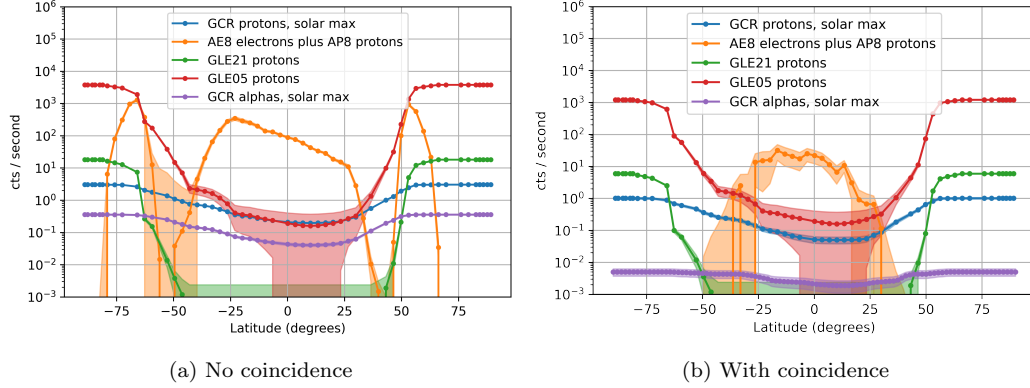 GCR protons, solar max
AE8 electrons plus AP8 protons
GLE21 protons
GLE05 protons
GCR alphas, solar max
cts / second
10^6
10^5
10^4
10^3
10^2
10^1
10^0
10^−1
10^−2
10^−3
−75 −50 −25 0 25 50 75
Latitude (degrees)
(a) No coincidence
GCR protons, solar max
AE8 electrons plus AP8 protons
GLE21 protons
GLE05 protons
GCR alphas, solar max
cts / second
10^6
10^5
10^4
10^3
10^2
10^1
10^0
10^−1
10^−2
10^−3
−75 −50 −25 0 25 50 75
Latitude (degrees)
(b) With coincidence